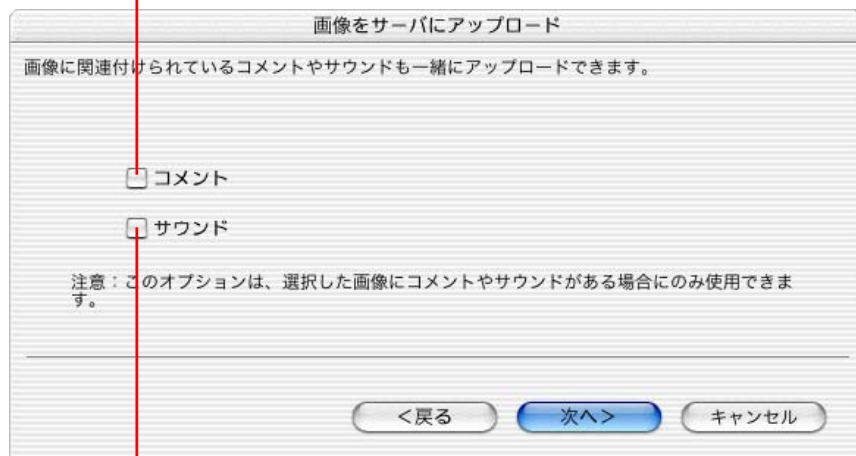 画像をサーバにアップロード
画像に関連付けられているコメントやサウンドも一緒にアップロードできます。
コメント
サウンド
注意：このオプションは、選択した画像にコメントやサウンドがある場合にのみ使用できま
す。
<戻る 次へ> キャンセル